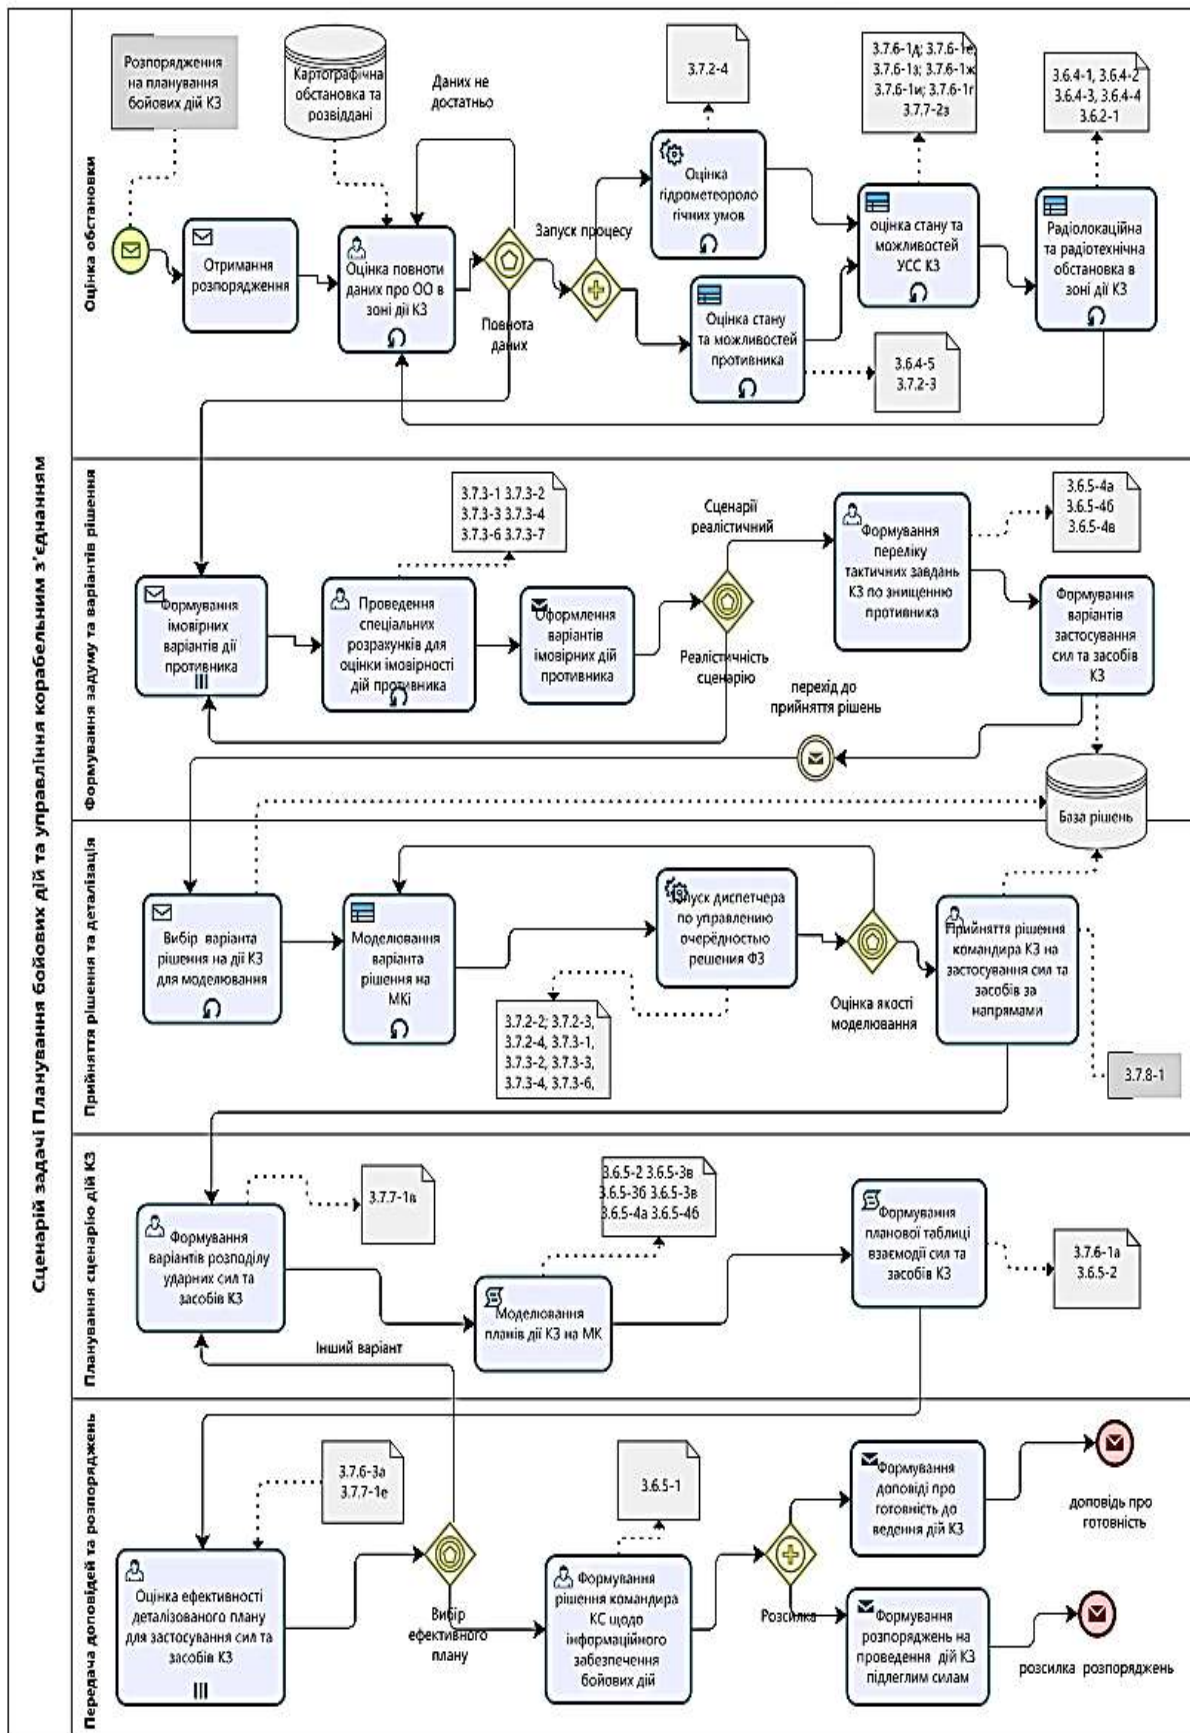 Сценарій задачі Планування бойових дій та управління корабельним з'єднанням
Оцінка обстановки
Розпорядження
на планування
бойових дій КЗ
Картографічна
обстановка та
розвіддані
Даних не
достатньо
3.7.2-4
3.7.6-1д; 3.7.6-1е;
3.7.6-1з; 3.7.6-1ж
3.7.6-1и; 3.7.6-1г
3.7.7-2з
3.6.4-1, 3.6.4-2
3.6.4-3, 3.6.4-4
3.6.2-1
Отримання
розпорядження
Оцінка повноти
даних про ОО в
зоні дії КЗ
Запуск процесу
Повнота
даних
Оцінка
гідрометеороло
гічних умов
Оцінка стану
та можливостей
противника
оцінка стану та
можливостей
УСС КЗ
Радіолокаційна
та радіотехнічна
обстановка в
зоні дії КЗ
3.6.4-5
3.7.2-3
Формування задуму та варіантів рішення
3.7.3-1 3.7.3-2
3.7.3-3 3.7.3-4
3.7.3-6 3.7.3-7
Сценарії
реалістичний
3.6.5-4а
3.6.5-4б
3.6.5-4в
Формування
імовірних
варіантів дії
противника
Проведення
спеціальних
розрахунків для
оцінки імовірності
дій противника
Оформлення
варіантів
імовірних дій
противника
Реалістичність
сценарію
Формування
переліку
тактичних завдань
КЗ по знищенню
противника
Формування
варіантів
застосування
сил та засобів
КЗ
перехід до
прийняття рішень
База рішень
Прийняття рішення та деталізація
Вибір варіанта
рішення на дії КЗ
для моделювання
Моделювання
варіанта
рішення на
МКі
Запуск диспетчера
по управлению
очерёдностью
решения ФЗ
Оцінка якості
моделювання
Прийняття рішення
командира КЗ на
застосування сил та
засобів за
напрямами
3.7.2-2; 3.7.2-3,
3.7.2-4, 3.7.3-1,
3.7.3-2, 3.7.3-3,
3.7.3-4, 3.7.3-6,
3.7.8-1
Планування сценарію дій КЗ
3.7.7-1в
3.6.5-2 3.6.5-3в
3.6.5-3б 3.6.5-3в
3.6.5-4а 3.6.5-4б
Формування
варіантів розподілу
ударних сил та
засобів КЗ
Моделювання
планів дії КЗ на МК
Формування
планової таблиці
взаємодії сил та
засобів КЗ
3.7.6-1а
3.6.5-2
Інший варіант
Передача доповідей та розпоряджень
3.7.6-3а
3.7.7-1е
3.6.5-1
Оцінка ефективності
деталізованого плану
для застосування сил та
засобів КЗ
Вибір
ефективного
плану
Формування
рішення командира
КС щодо
інформаційного
забезпечення
бойових дій
Розсилка
Формування
доповіді про
готовність до
ведення дій КЗ
доповідь про
готовність
Формування
розпоряджень на
проведення дій КЗ
підлеглим силам
розсилка розпоряджень